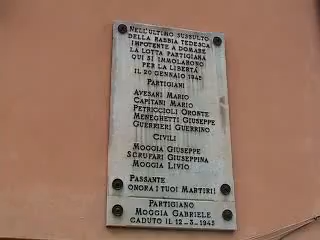 NELL'ULTIMO SUSSULTO
DELLA RABBIA TEDESCA
IMPOTENTE A DOMARE
LA LOTTA PARTIGIANA
QUI SI IMMOLARONO
PER LA LIBERTÀ
IL 20 GENNAIO 1945
PARTIGIANI
AVESANI MARIO
CAPITANI MARIO
PETRICCIOLI ORONTE
MENEGHETTI GIUSEPPE
GUERRIERI GUERRINO
CIVILI
MOGGIA GIUSEPPE
SCRUFARI GIUSEPPINA
MOGGIA LIVIO
PASSANTE
ONORA I TUOI MARTIRI!
PARTIGIANO
MOGGIA GABRIELE
CADUTO IL 12-3-1945